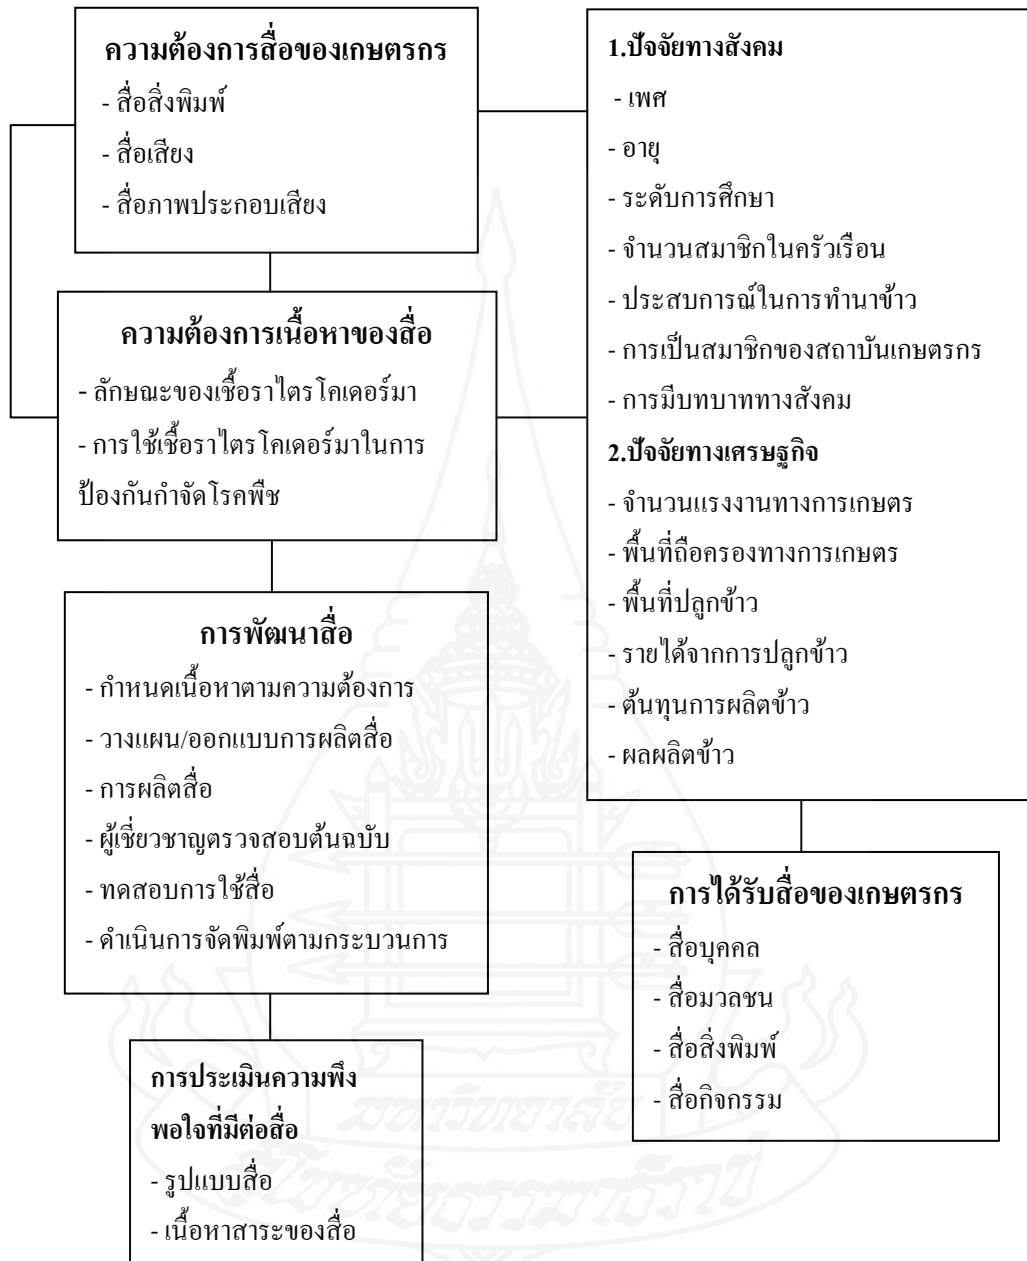 ความต้องการสื่อของเกษตรกร
- สื่อสิ่งพิมพ์
- สื่อเสียง
- สื่อภาพประกอบเสียง
ความต้องการเนื้อหาของสื่อ
- ลักษณะของเชื้อราไตรโคเดอร์มา
- การใช้เชื้อราไตรโคเดอร์มาในการ
ป้องกันกำจัดโรคพืช
การพัฒนาสื่อ
- กำหนดเนื้อหาตามความต้องการ
- วางแผน/ออกแบบการผลิตสื่อ
- การผลิตสื่อ
- ผู้เชี่ยวชาญตรวจสอบต้นฉบับ
- ทดสอบการใช้สื่อ
- ดำเนินการจัดพิมพ์ตามกระบวนการ
การประเมินความพึง
พอใจที่มีต่อสื่อ
- รูปแบบสื่อ
- เนื้อหาสาระของสื่อ
1.ปัจจัยทางสังคม
- เพศ
- อายุ
- ระดับการศึกษา
- จำนวนสมาชิกในครัวเรือน
- ประสบการณ์ในการทำนาข้าว
- การเป็นสมาชิกของสถาบันเกษตรกร
- การมีบทบาททางสังคม
2.ปัจจัยทางเศรษฐกิจ
- จำนวนแรงงานทางการเกษตร
- พื้นที่ถือครองทางการเกษตร
- พื้นที่ปลูกข้าว
- รายได้จากการปลูกข้าว
- ต้นทุนการผลิตข้าว
- ผลผลิตข้าว
การได้รับสื่อของเกษตรกร
- สื่อบุคคล
- สื่อมวลชน
- สื่อสิ่งพิมพ์
- สื่อกิจกรรม
มหาวิทยาลัย
สุโขทัยธรรมาธิราช